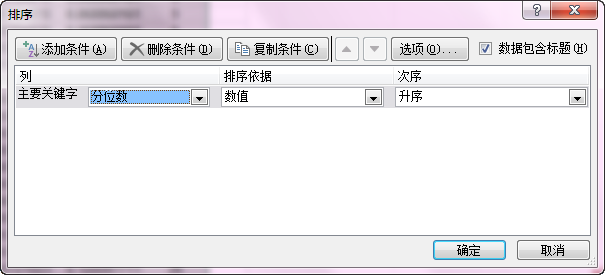 排序
添加条件(A) 删除条件(D) 复制条件(C) 选项(O)... 数据包含标题(H)
列 排序依据 次序
主要关键字 分位数 数值 升序
确定 取消